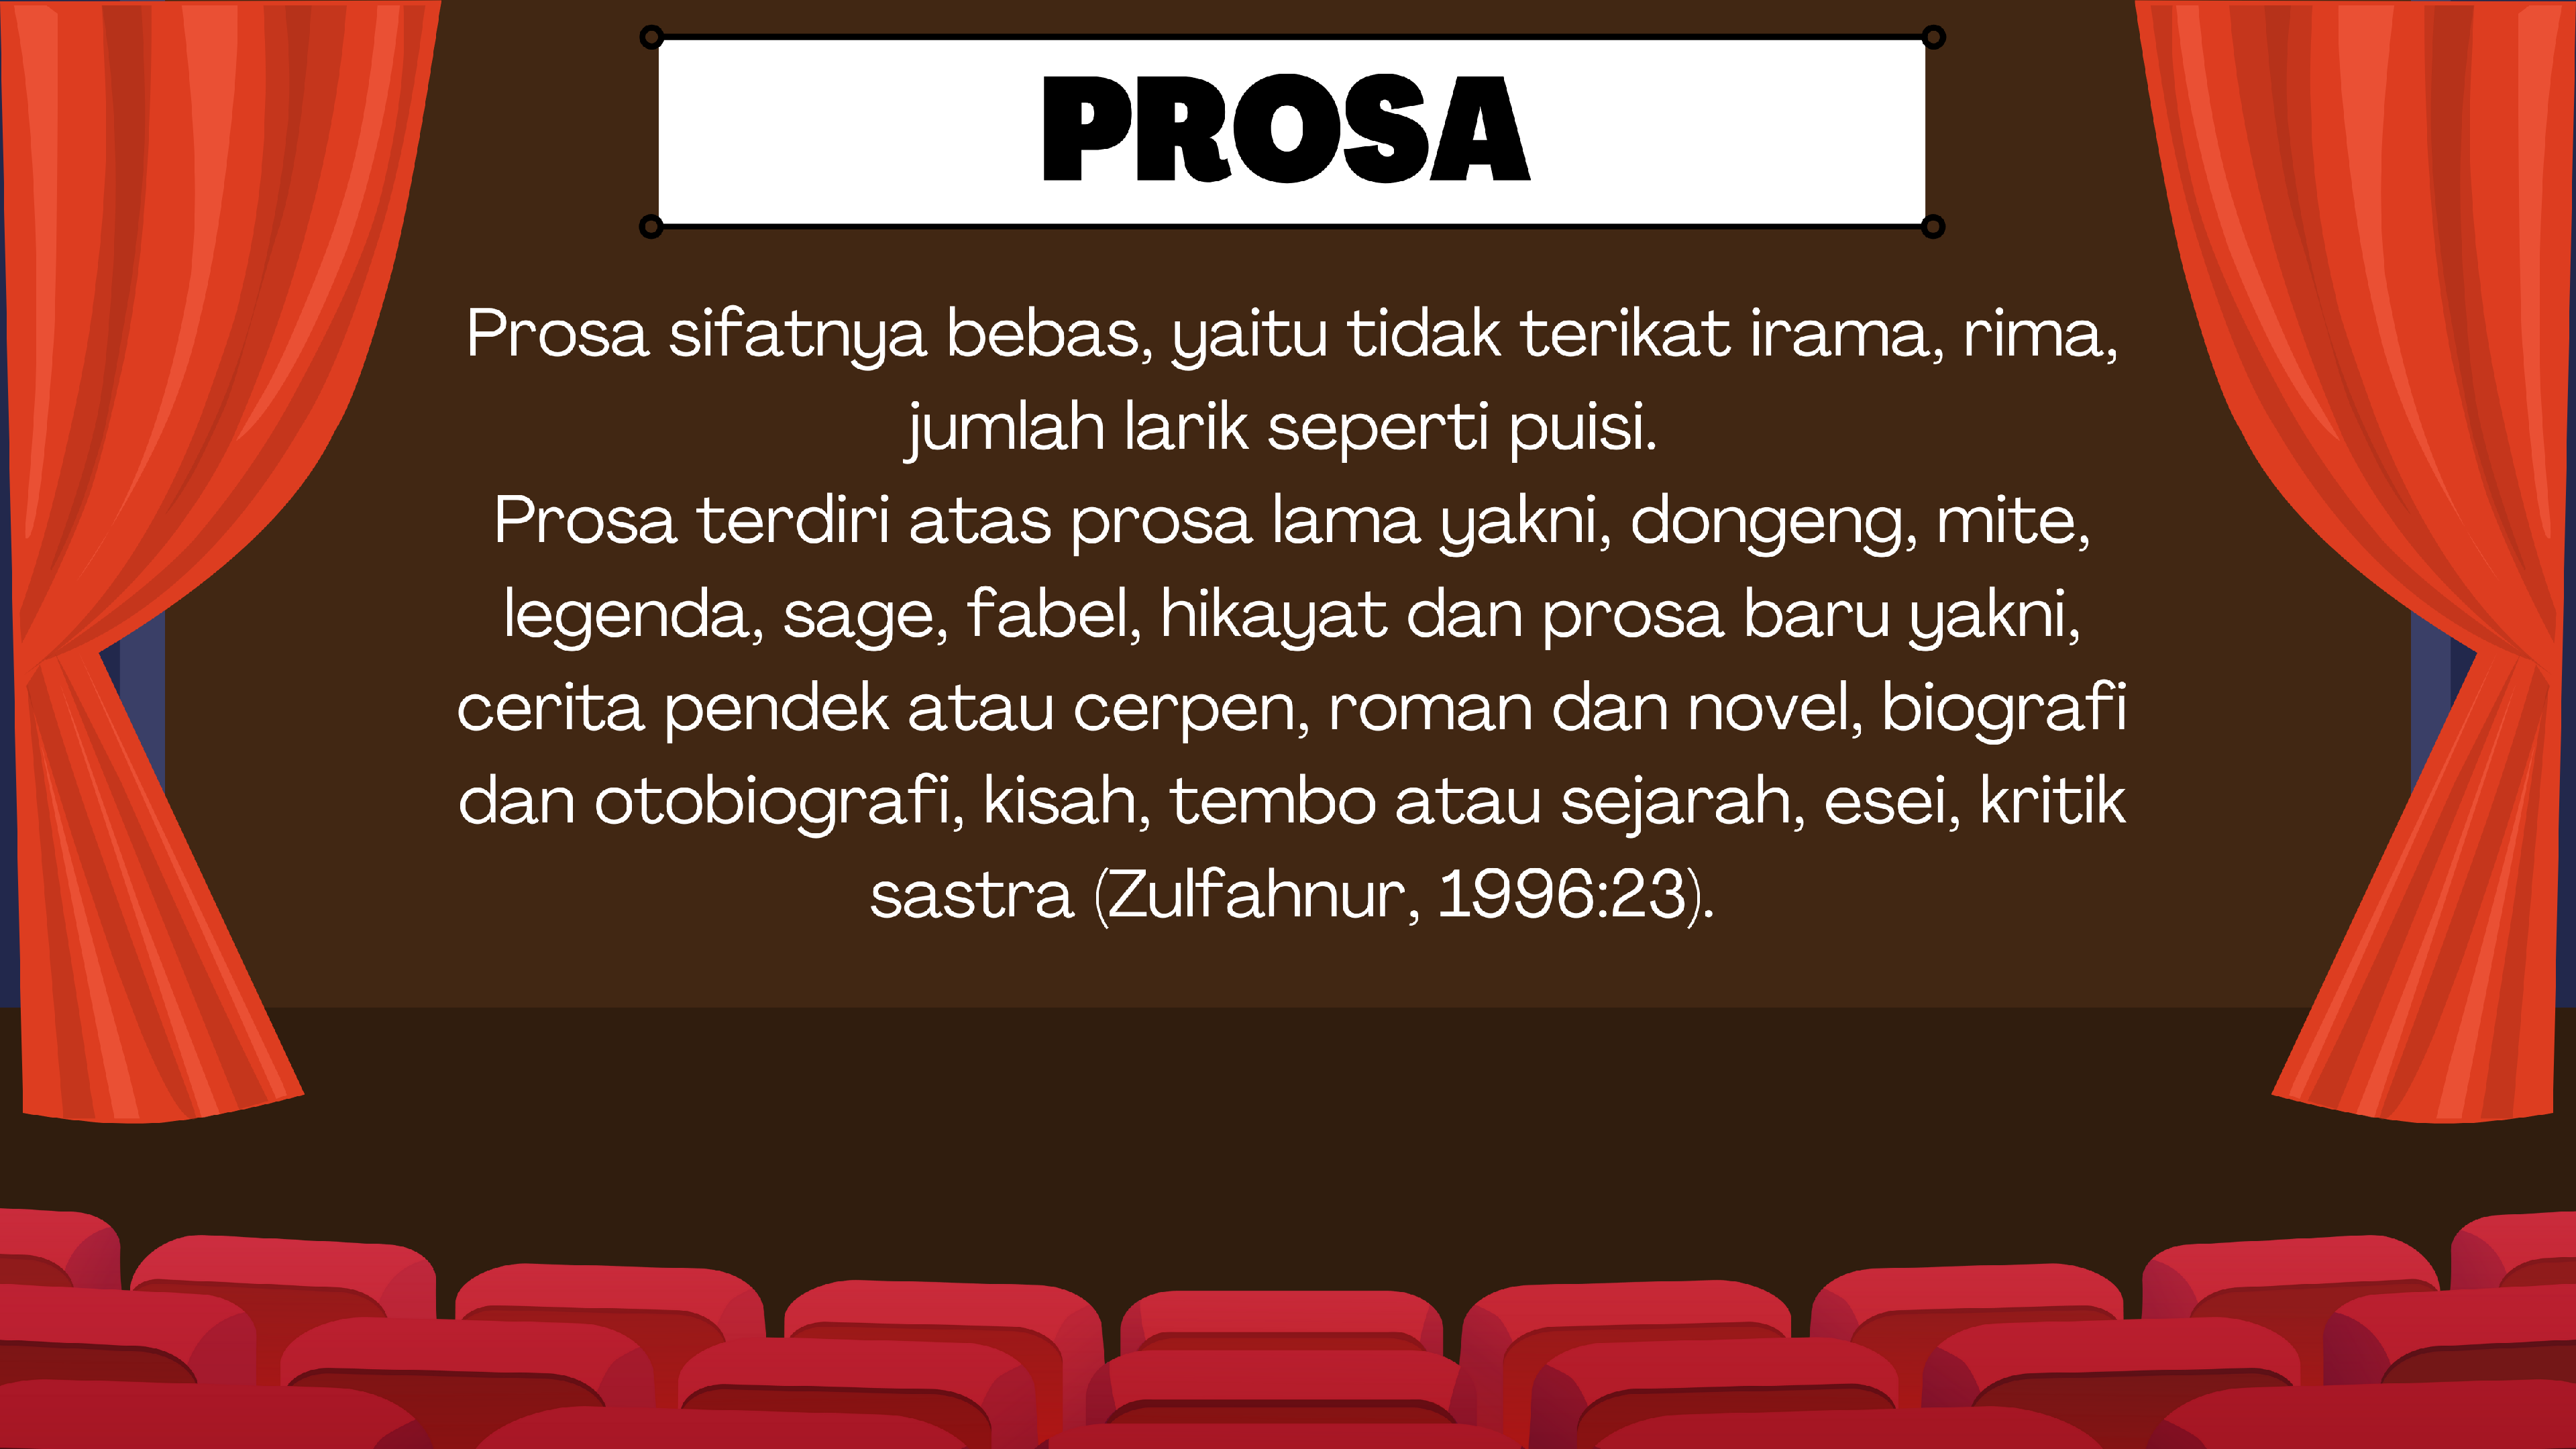 PROSA
Prosa sifatnya bebas, yaitu tidak terikat irama, rima,
jumlah larik seperti puisi.
Prosa terdiri atas prosa lama yakni, dongeng, mite,
legenda, sage, fabel, hikayat dan prosa baru yakni,
cerita pendek atau cerpen, roman dan novel, biografi
dan otobiografi, kisah, tembo atau sejarah, esei, kritik
sastra (Zulfahnur, 1996:23).